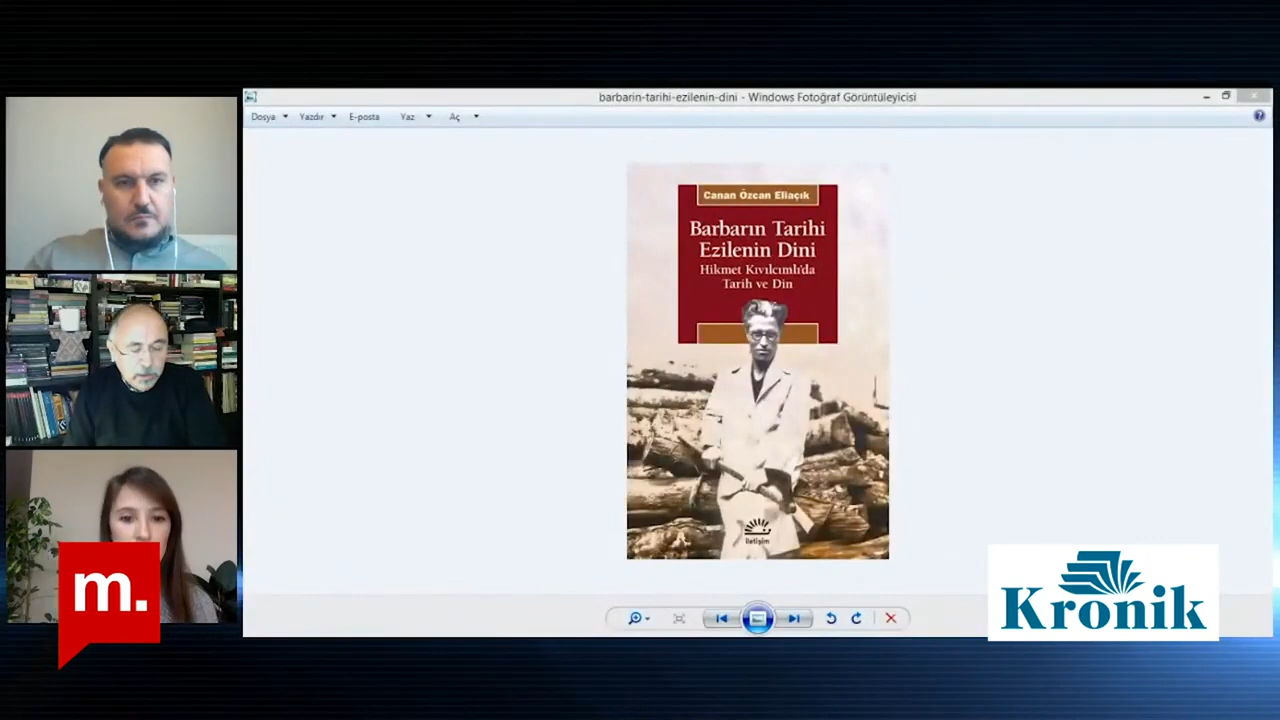 barbarin-tarihi-ezilenin-dini - Windows Fotoğraf Görüntüleyicisi
Dosya Yazdır E-posta Yaz Aç
Canan Özcan Eliaçık
Barbarın Tarihi
Ezilenin Dini
Hikmet Kıvılcımlı'da
Tarih ve Din
iletişim
m.
Kronik